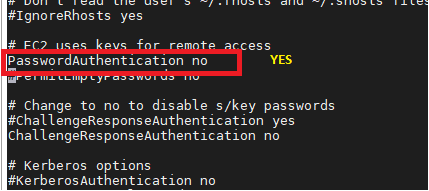 # Don't read the user's ~/.rhosts and ~/.shosts files
#IgnoreRhosts yes
# EC2 uses keys for remote access
PasswordAuthentication no YES
#PermitEmptyPasswords no
# Change to no to disable s/key passwords
#ChallengeResponseAuthentication yes
ChallengeResponseAuthentication no
# Kerberos options
#KerberosAuthentication no